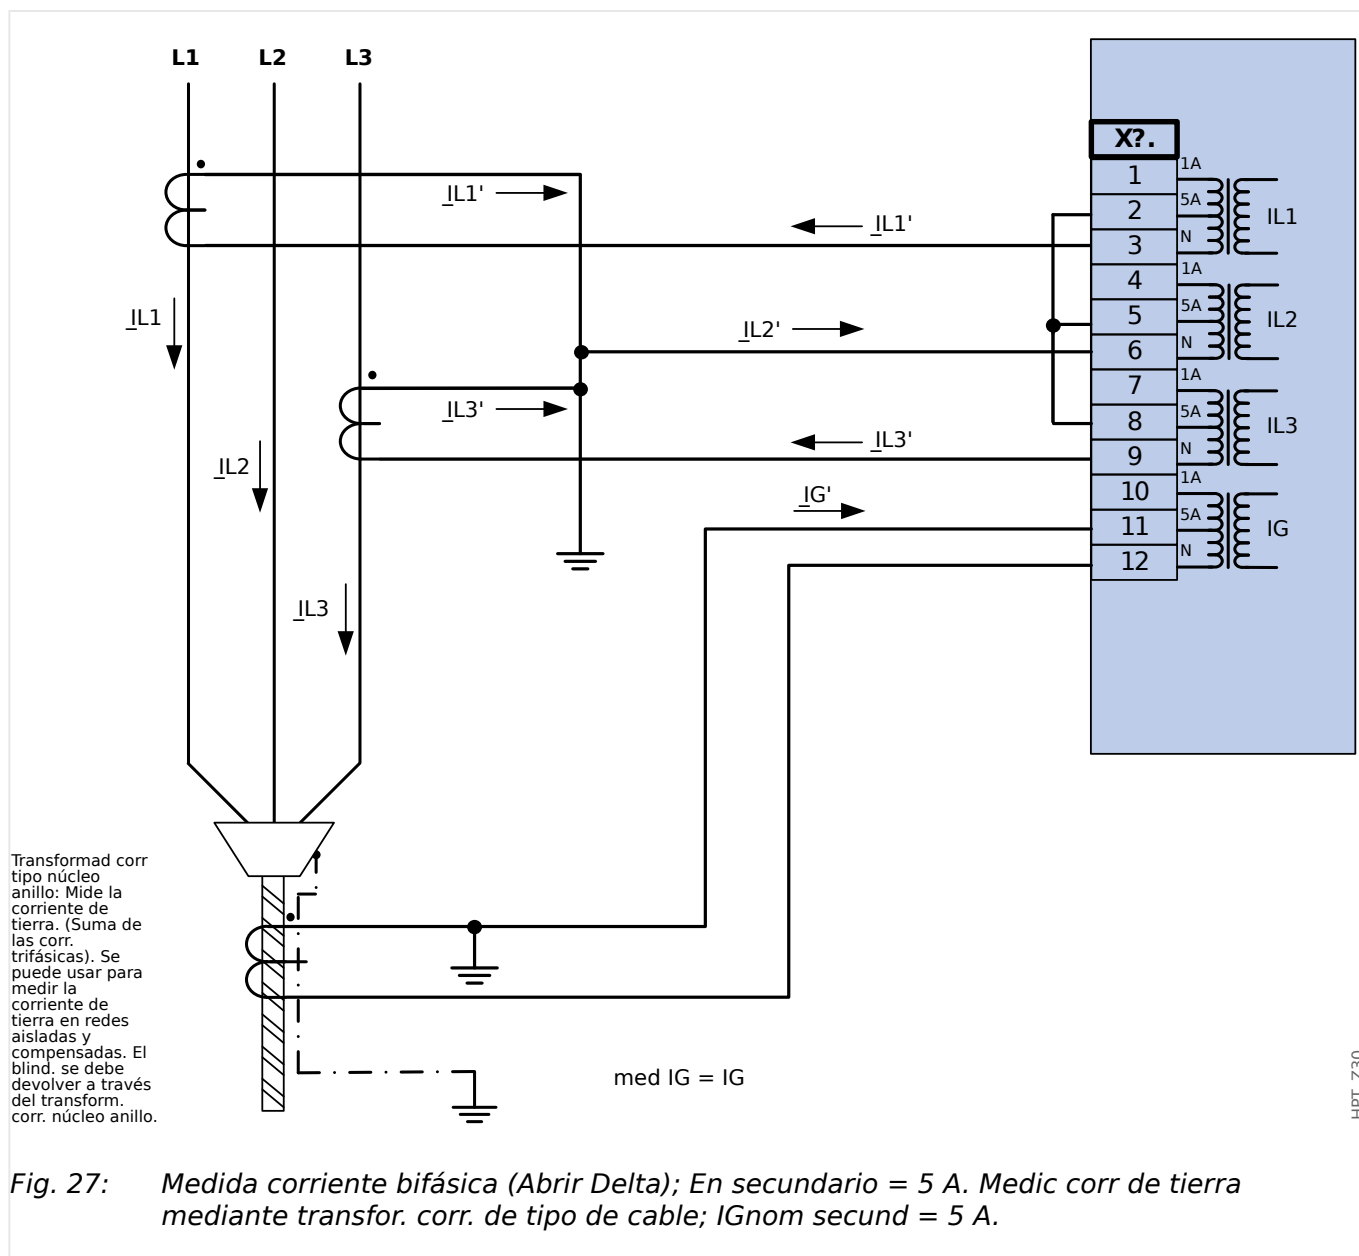 L1 L2 L3
X?.
1 1A
2 5A
3 N
IL1
4 1A
5 5A
6 N
IL2
7 1A
8 5A
9 N
IL3
10 1A
11 5A
12 N
IG
IL1'
IL1'
IL1
IL2'
IL3'
IL3'
IL2
IG'
IL3
Transformad corr
tipo núcleo
anillo: Mide la
corriente de
tierra. (Suma de
las corr.
trifásicas). Se
puede usar para
medir la
corriente de
tierra en redes
aisladas y
compensadas. El
blind. se debe
devolver a través
del transform.
corr. núcleo anillo.
med IG = IG
HPT_Z30
Fig. 27: Medida corriente bifásica (Abrir Delta); En secundario = 5 A. Medic corr de tierra
mediante transfor. corr. de tipo de cable; IGnom secund = 5 A.